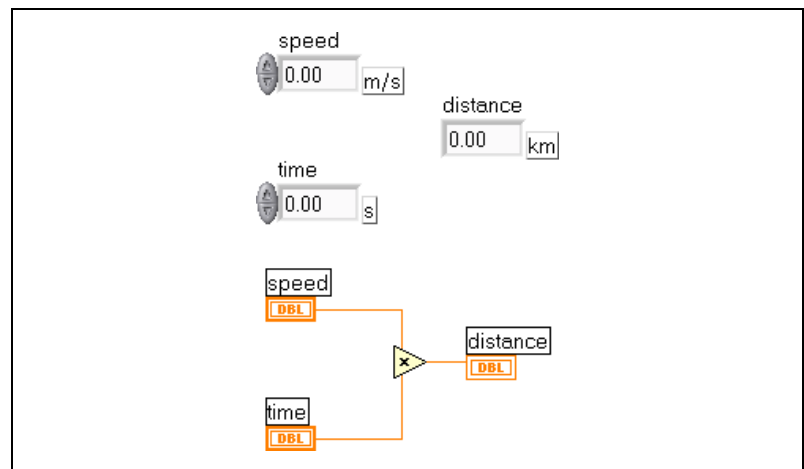 speed
0.00 m/s
distance
0.00 km
time
0.00 s
speed
DBL
distance
DBL
×
time
DBL